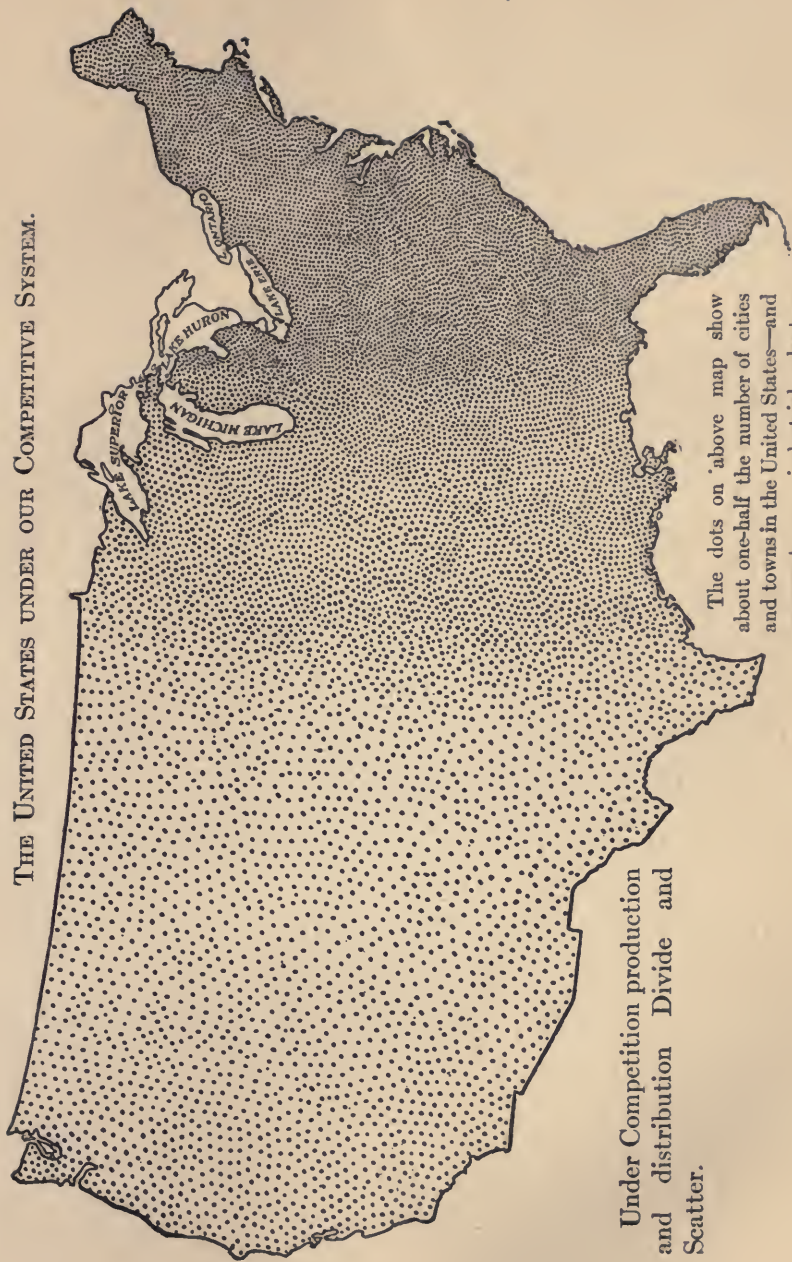 THE UNITED STATES UNDER OUR COMPETITIVE SYSTEM.
LAKE SUPERIOR
LAKE HURON
LAKE MICHIGAN
L. ONTARIO
LAKE ERIE
Under Competition production
and distribution Divide and
Scatter.
The dots on above map show
about one-half the number of cities
and towns in the United States—and